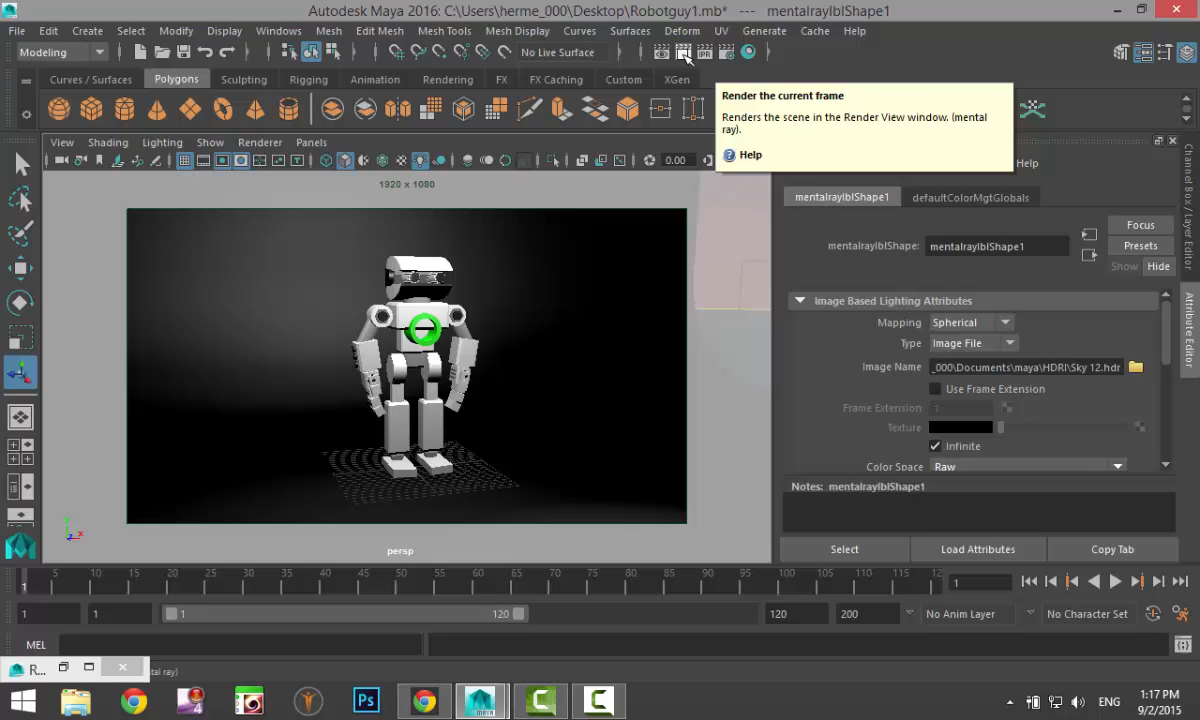 Autodesk Maya 2016: C:\Users\herme_000\Desktop\Robotguy1.mb* --- mentalrayIblShape1
File Edit Create Select Modify Display Windows Mesh Edit Mesh Mesh Tools Mesh Display Curves Surfaces Deform UV Generate Cache Help
Modeling No Live Surface IPR
Curves / Surfaces Polygons Sculpting Rigging Animation Rendering FX FX Caching Custom XGen
Render the current frame
Renders the scene in the Render View window. (mental
ray).
Help
View Shading Lighting Show Renderer Panels
0.00
Help
1920 x 1080
mentalrayIblShape1 defaultColorMgtGlobals
Focus
mentalrayIblShape: mentalrayIblShape1
Presets
Show Hide
Image Based Lighting Attributes
Mapping Spherical
Type Image File
Image Name _000\Documents\maya\HDRI\Sky 12.hdr
Use Frame Extension
Frame Extension 1
Texture
Infinite
Color Space Raw
Notes: mentalrayIblShape1
Select Load Attributes Copy Tab
Channel Box / Layer Editor
Attribute Editor
persp
1 5 10 15 20 25 30 35 40 45 50 55 60 65 70 75 80 85 90 95 100 105 110 115 12
1
1 1 1 120 120 200 No Anim Layer No Character Set
MEL
R... tal ray)
4 Ps MAYA ENG
1:17 PM
9/2/2015